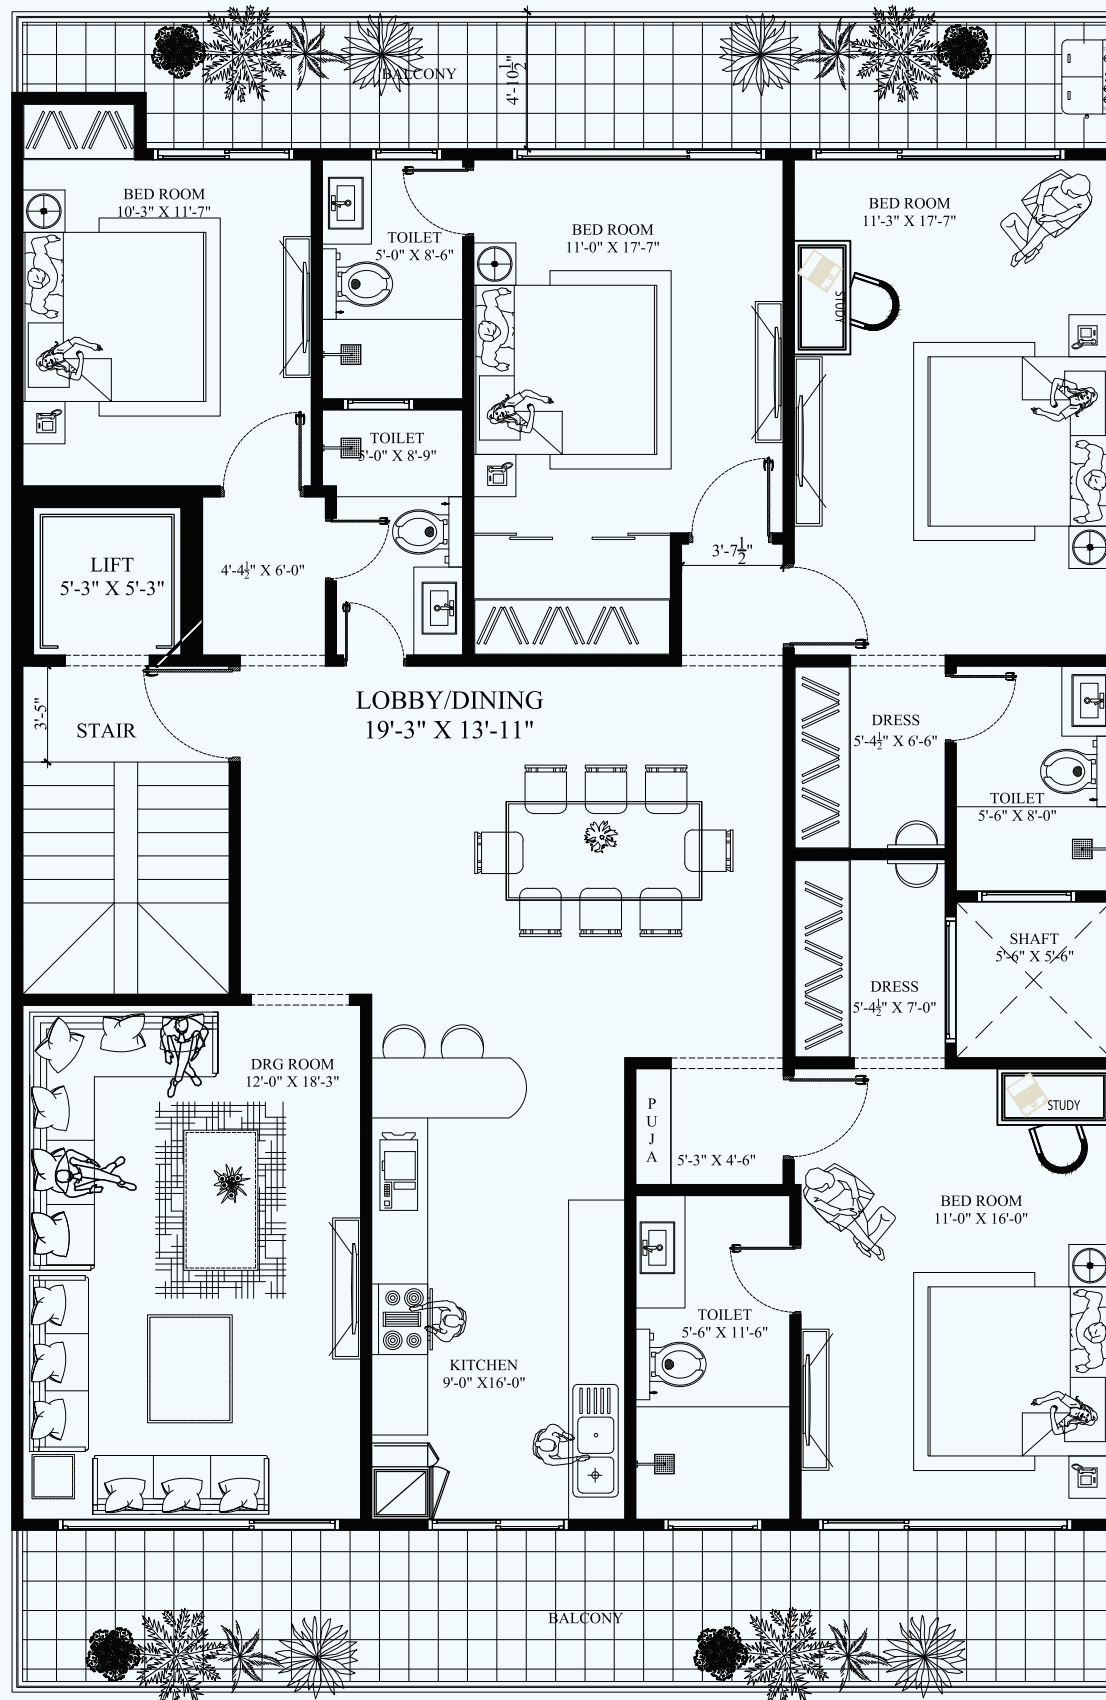 BALCONY
4'-10½"
BED ROOM
10'-3" X 11'-7"
TOILET
5'-0" X 8'-6"
BED ROOM
11'-0" X 17'-7"
BED ROOM
11'-3" X 17'-7"
STUDY
TOILET
5'-0" X 8'-9"
LIFT
5'-3" X 5'-3"
4'-4½" X 6'-0"
3'-7½"
3'-5"
STAIR
LOBBY/DINING
19'-3" X 13'-11"
DRESS
5'-4½" X 6'-6"
TOILET
5'-6" X 8'-0"
SHAFT
5'-6" X 5'-6"
DRESS
5'-4½" X 7'-0"
DRG ROOM
12'-0" X 18'-3"
PUJA
5'-3" X 4'-6"
STUDY
BED ROOM
11'-0" X 16'-0"
TOILET
5'-6" X 11'-6"
KITCHEN
9'-0" X16'-0"
BALCONY